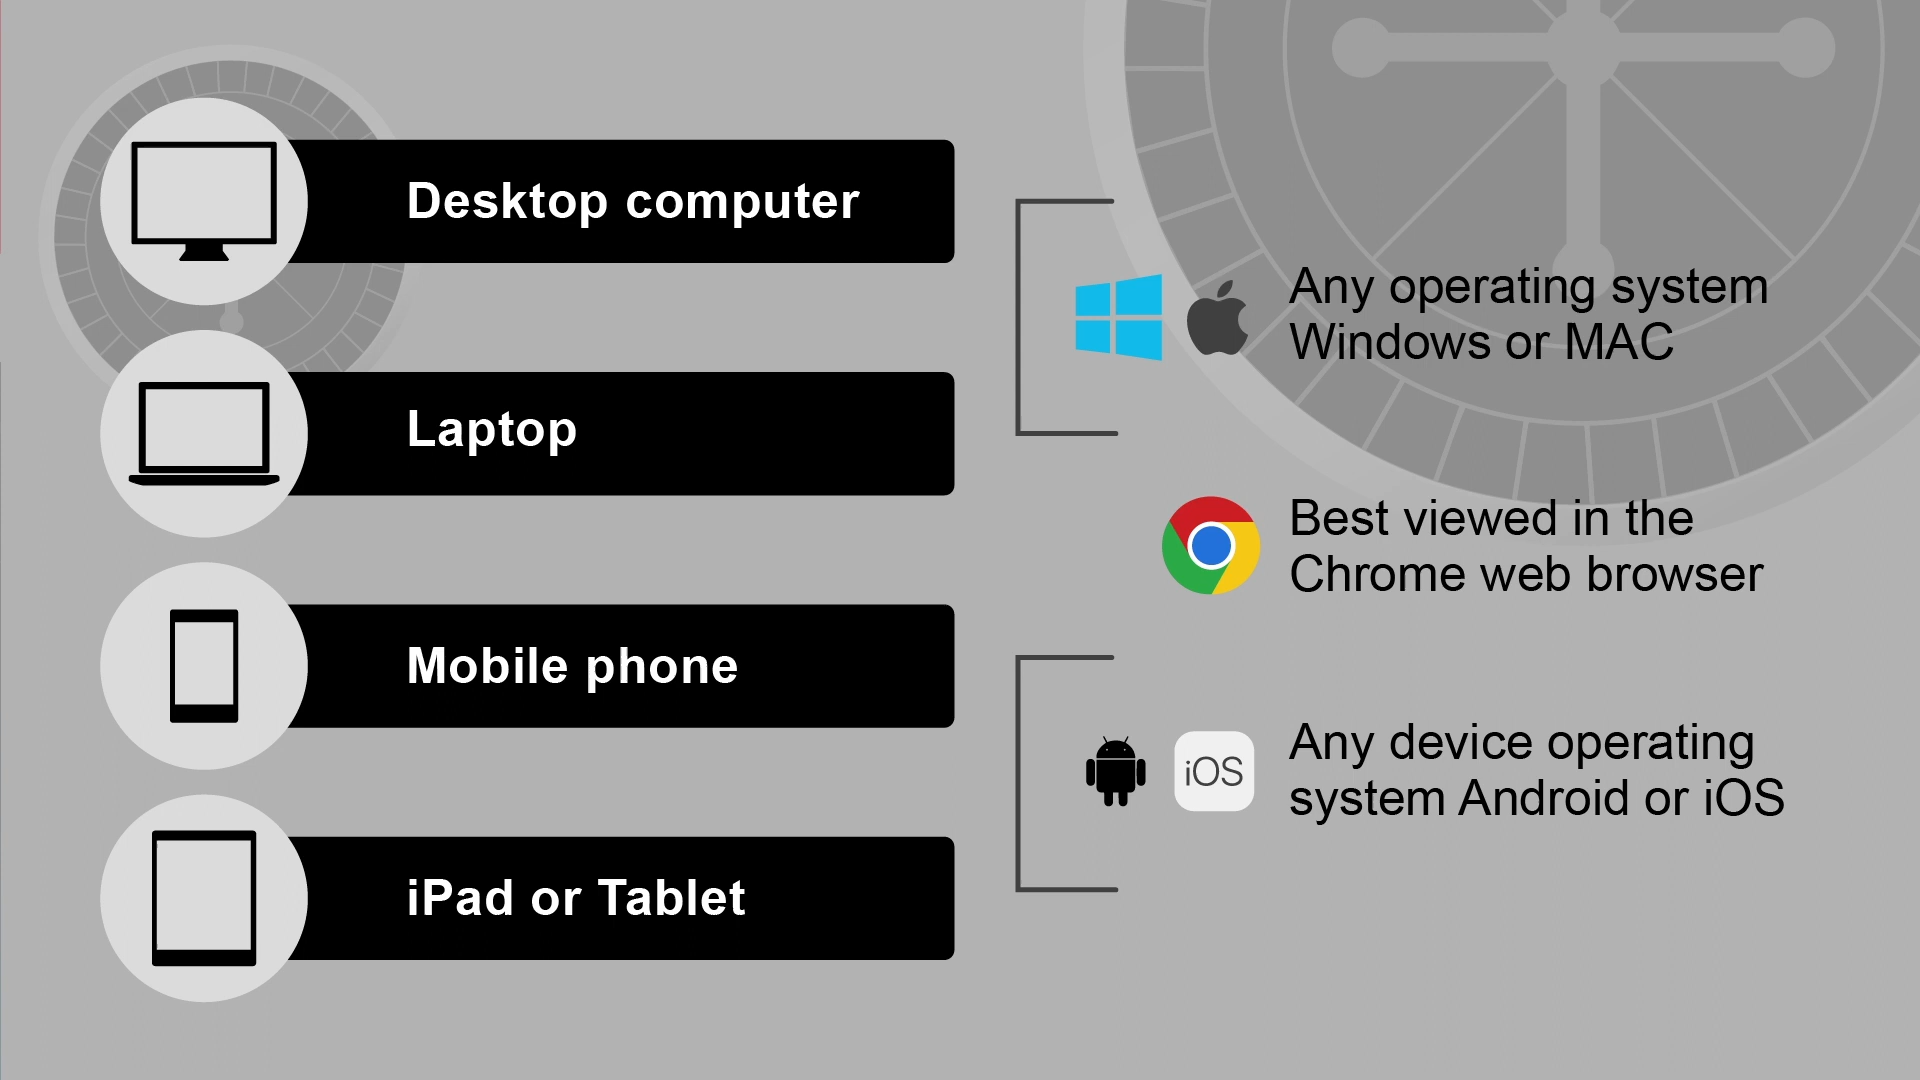 Desktop computer
Laptop
Mobile phone
iPad or Tablet
Any operating system
Windows or MAC
Best viewed in the
Chrome web browser
iOS
Any device operating
system Android or iOS